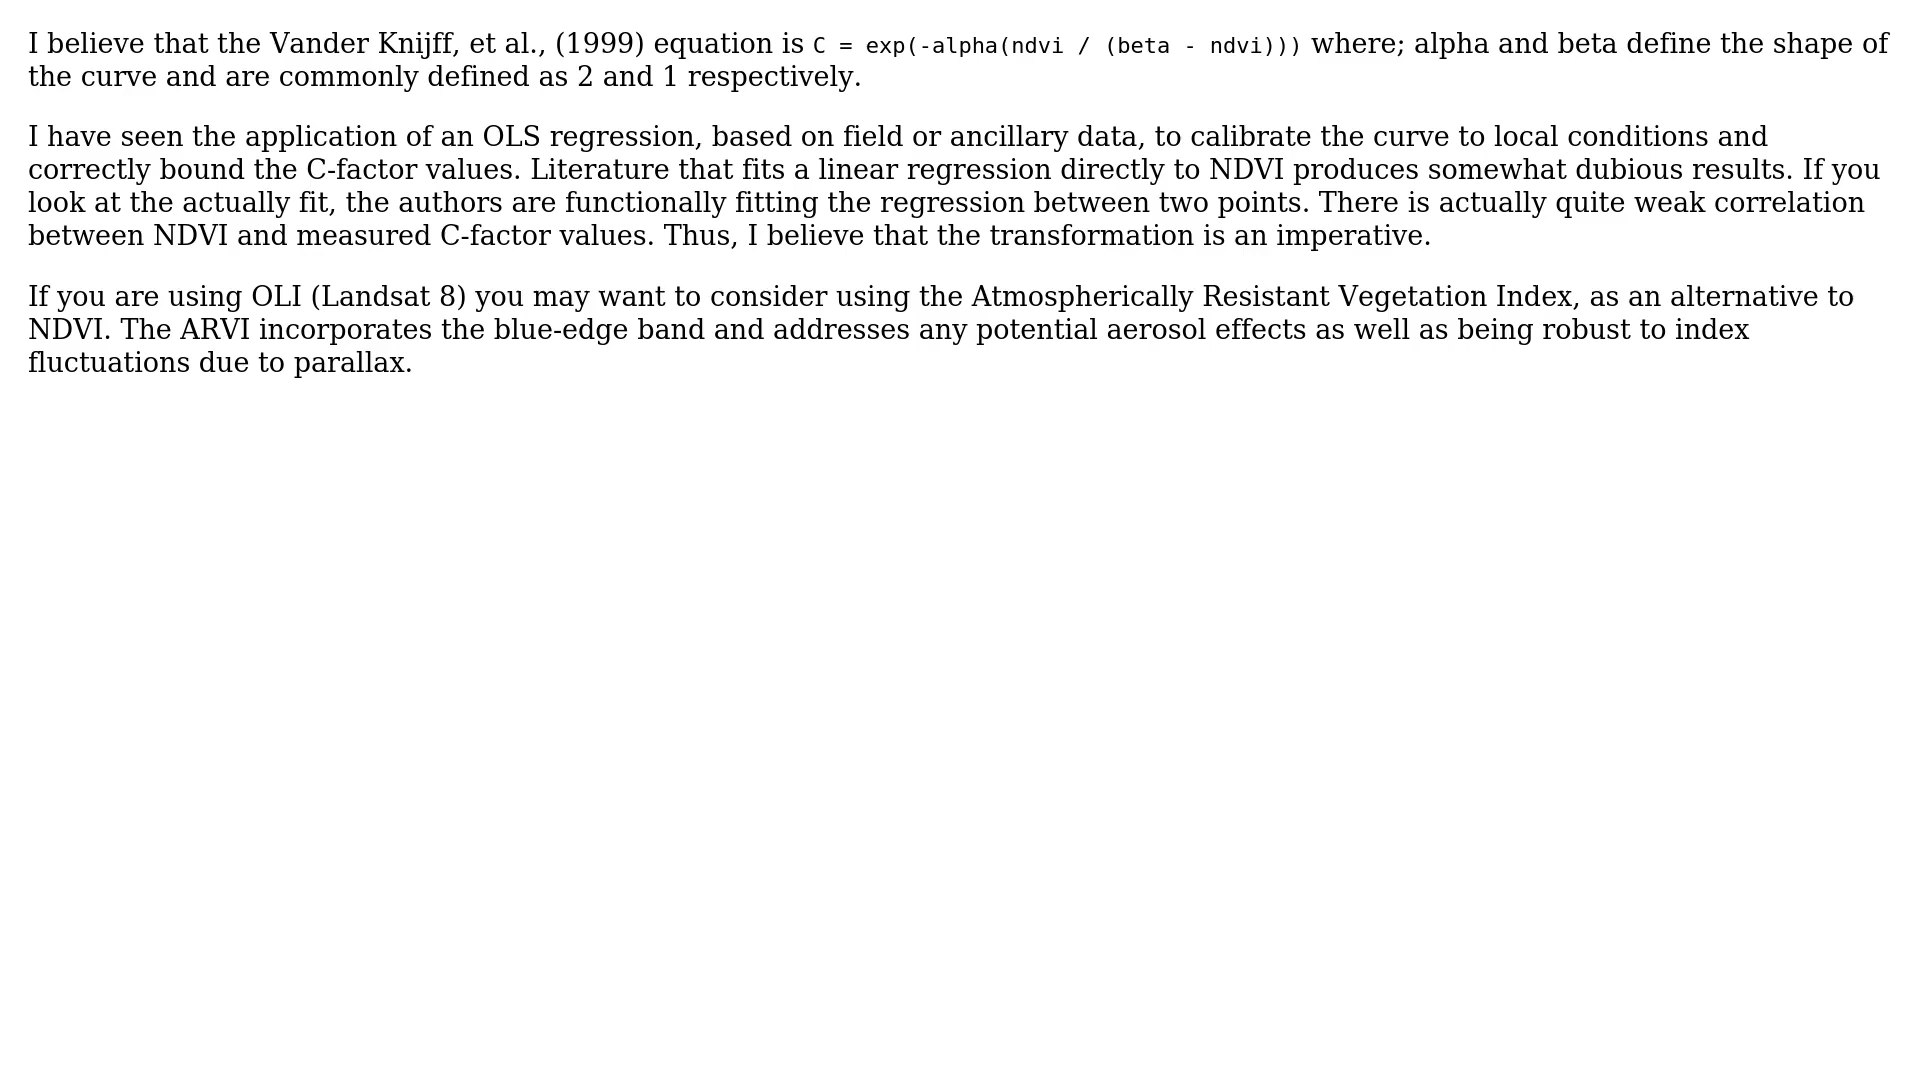 I believe that the Vander Knijff, et al., (1999) equation is C = exp(-alpha(ndvi / (beta - ndvi))) where; alpha and beta define the shape of
the curve and are commonly defined as 2 and 1 respectively.
I have seen the application of an OLS regression, based on field or ancillary data, to calibrate the curve to local conditions and
correctly bound the C-factor values. Literature that fits a linear regression directly to NDVI produces somewhat dubious results. If you
look at the actually fit, the authors are functionally fitting the regression between two points. There is actually quite weak correlation
between NDVI and measured C-factor values. Thus, I believe that the transformation is an imperative.
If you are using OLI (Landsat 8) you may want to consider using the Atmospherically Resistant Vegetation Index, as an alternative to
NDVI. The ARVI incorporates the blue-edge band and addresses any potential aerosol effects as well as being robust to index
fluctuations due to parallax.